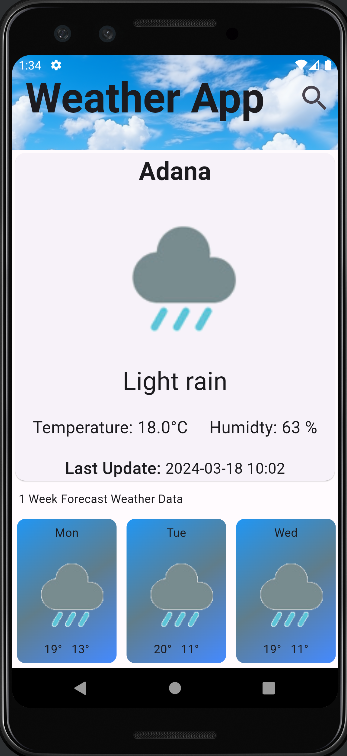 1:34
Weather App
Adana
Light rain
Temperature: 18.0°C Humidty: 63 %
Last Update: 2024-03-18 10:02
1 Week Forecast Weather Data
Mon Tue Wed
19° 13° 20° 11° 19° 11°